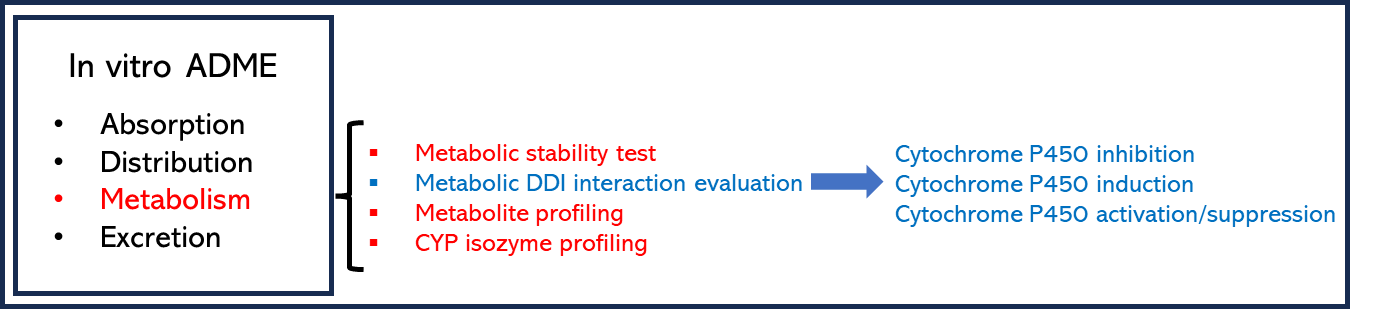 In vitro ADME
• Absorption
• Distribution
• Metabolism
• Excretion
▪ Metabolic stability test
▪ Metabolic DDI interaction evaluation
▪ Metabolite profiling
▪ CYP isozyme profiling
Cytochrome P450 inhibition
Cytochrome P450 induction
Cytochrome P450 activation/suppression